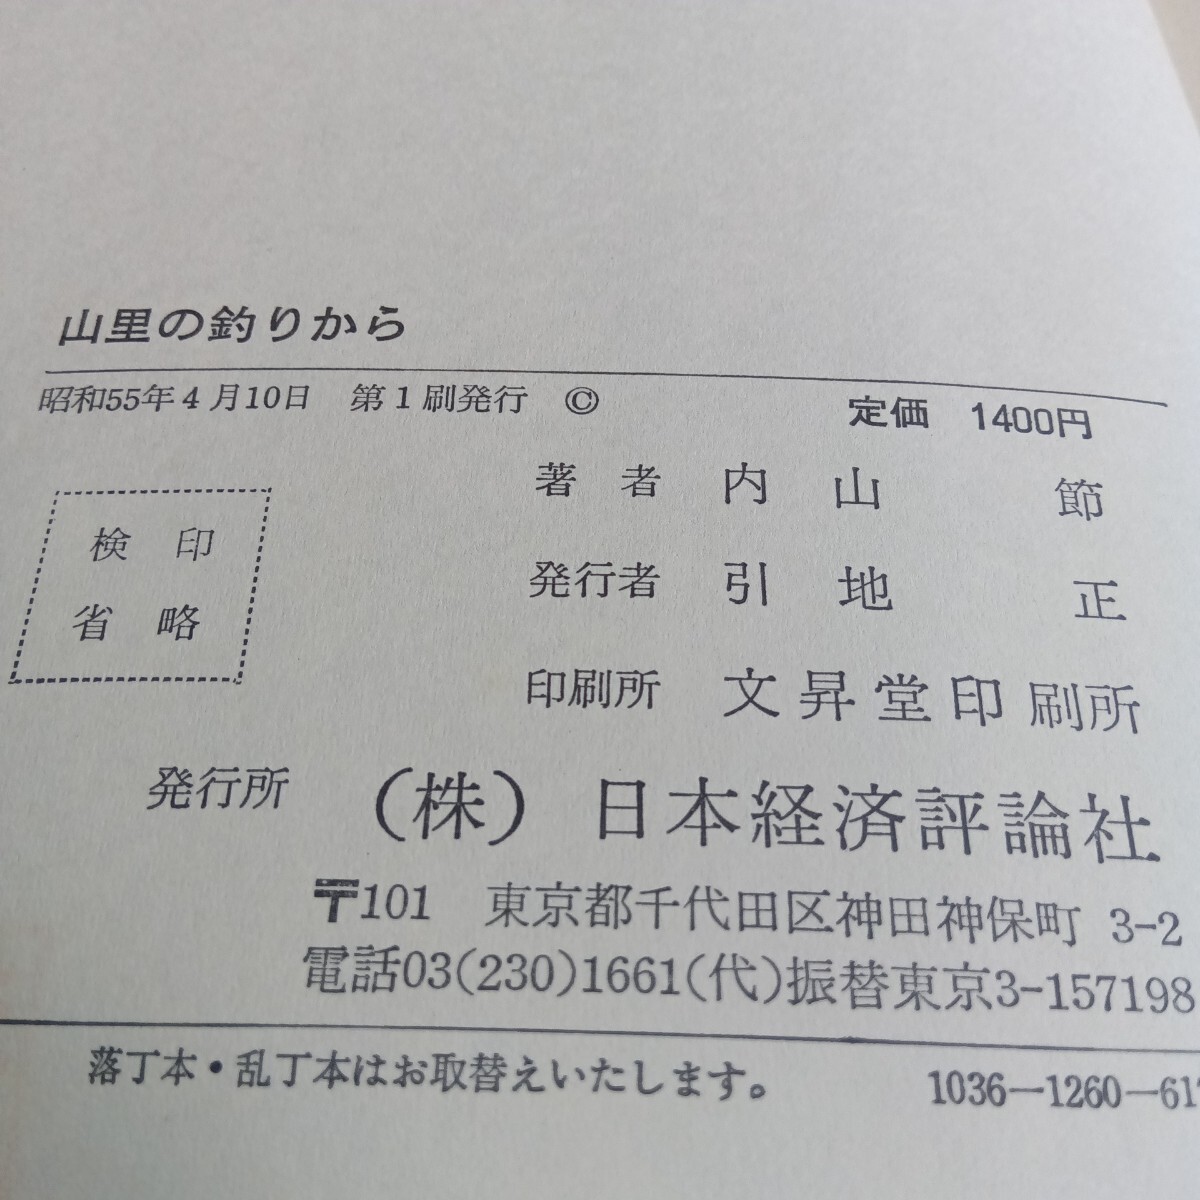 山里の釣りから
昭和55年4月10日 第1刷発行 ©
定価 1400円
検印
省略
著者 内山 節
発行者 引地 正
印刷所 文昇堂印刷所
発行所 (株) 日本経済評論社
〒101 東京都千代田区神田神保町 3-2
電話03(230)1661(代)振替東京3-157198
落丁本・乱丁本はお取替えいたします。
1036—1260—61